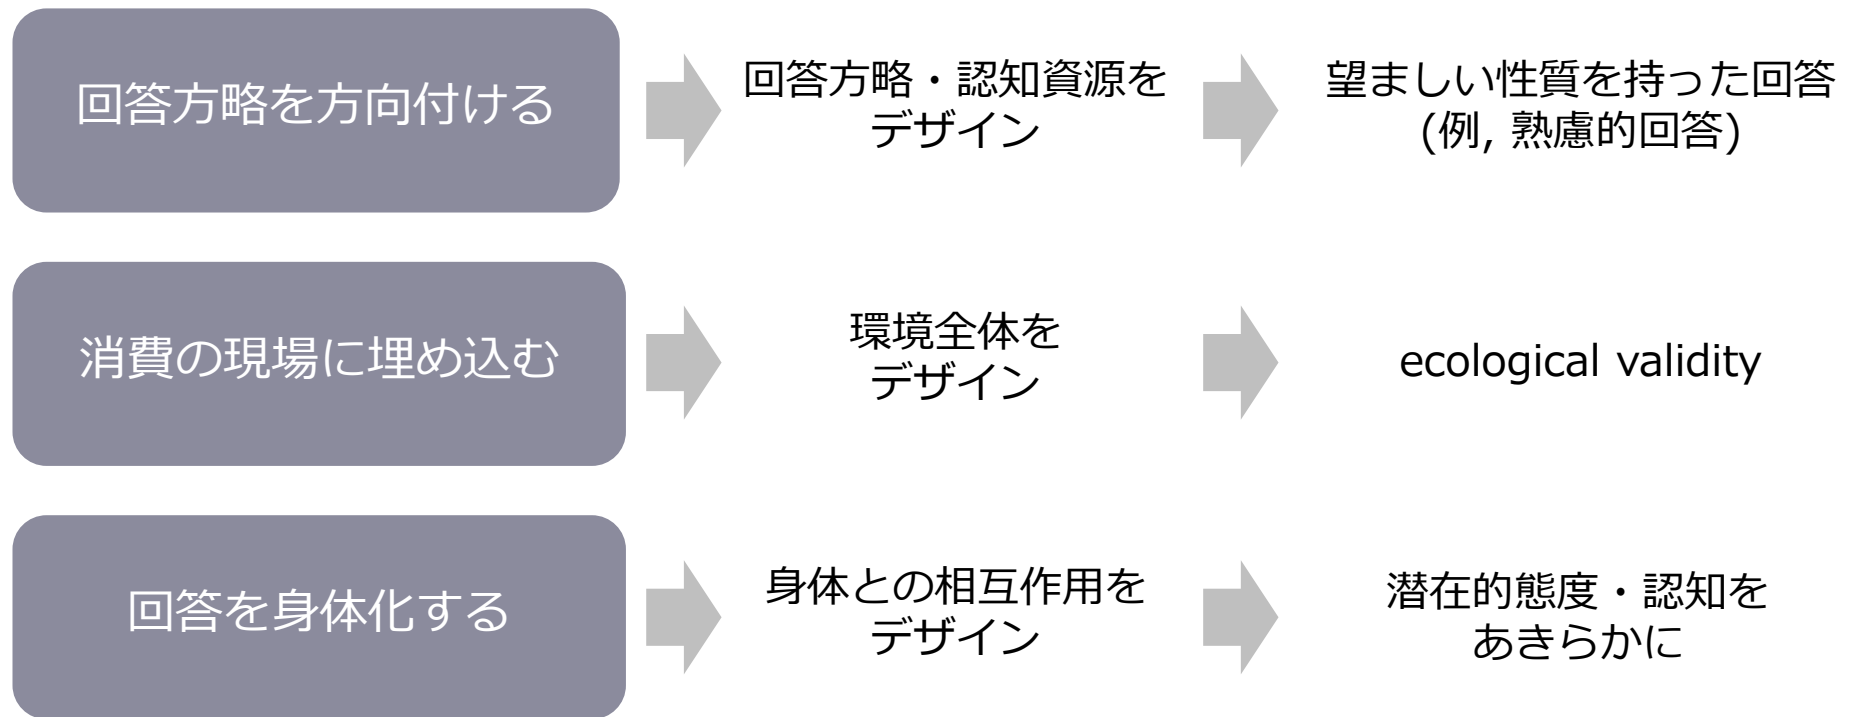 回答方略を方向付ける
回答方略・認知資源を
デザイン
望ましい性質を持った回答
(例, 熟慮的回答)
消費の現場に埋め込む
環境全体を
デザイン
ecological validity
回答を身体化する
身体との相互作用を
デザイン
潜在的態度・認知を
あきらかに